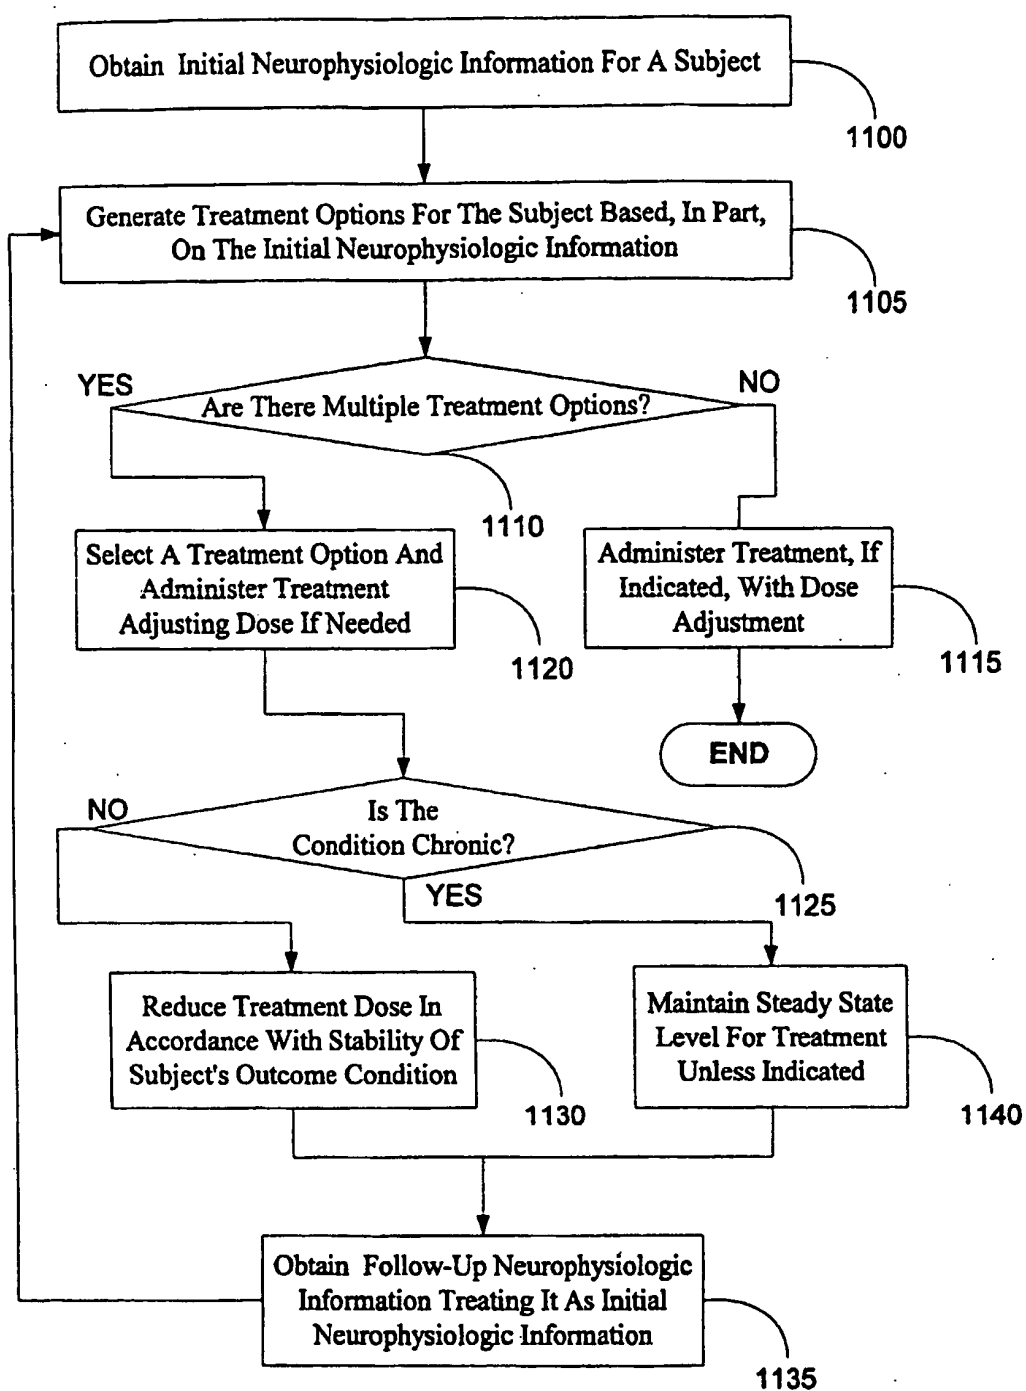 Obtain Initial Neurophysiologic Information For A Subject
1100
Generate Treatment Options For The Subject Based, In Part,
On The Initial Neurophysiologic Information
1105
YES
NO
Are There Multiple Treatment Options?
1110
Select A Treatment Option And
Administer Treatment
Adjusting Dose If Needed
1120
Administer Treatment, If
Indicated, With Dose
Adjustment
1115
END
NO
Is The
Condition Chronic?
YES
1125
Reduce Treatment Dose In
Accordance With Stability Of
Subject's Outcome Condition
1130
Maintain Steady State
Level For Treatment
Unless Indicated
1140
Obtain Follow-Up Neurophysiologic
Information Treating It As Initial
Neurophysiologic Information
1135